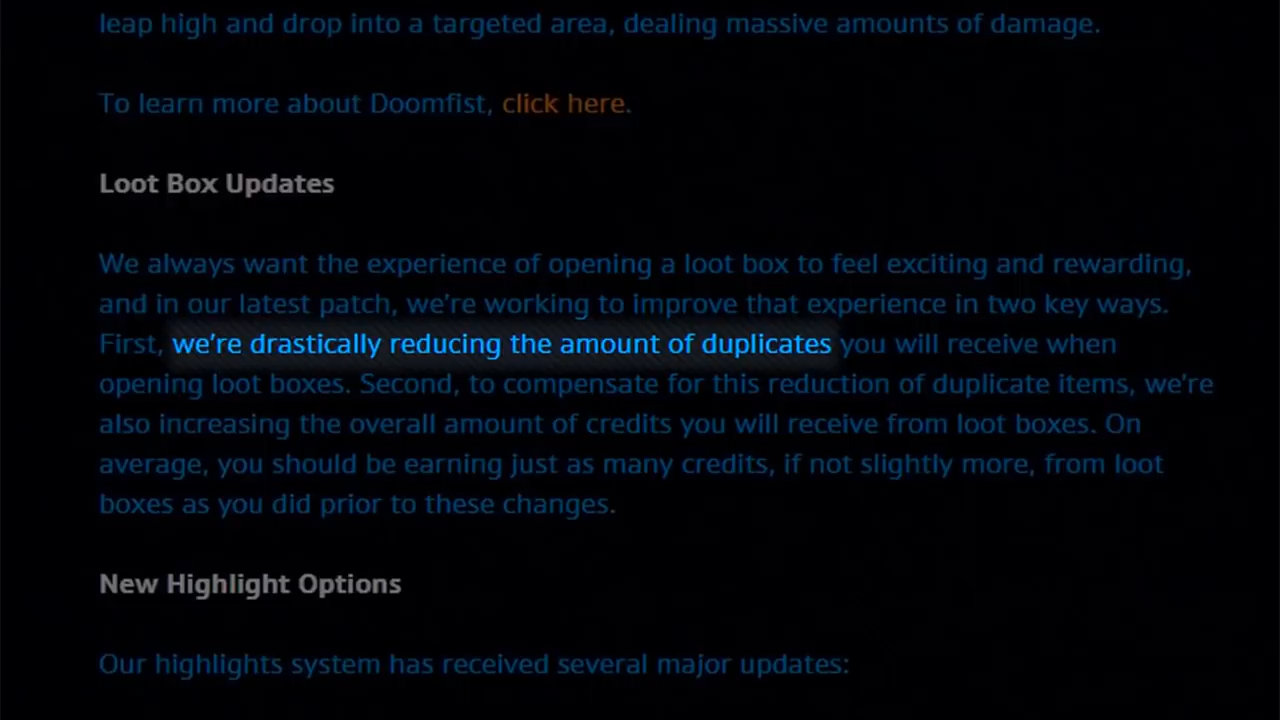 leap high and drop into a targeted area, dealing massive amounts of damage.
To learn more about Doomfist, click here.
Loot Box Updates
We always want the experience of opening a loot box to feel exciting and rewarding,
and in our latest patch, we're working to improve that experience in two key ways.
First, we're drastically reducing the amount of duplicates you will receive when
opening loot boxes. Second, to compensate for this reduction of duplicate items, we're
also increasing the overall amount of credits you will receive from loot boxes. On
average, you should be earning just as many credits, if not slightly more, from loot
boxes as you did prior to these changes.
New Highlight Options
Our highlights system has received several major updates: